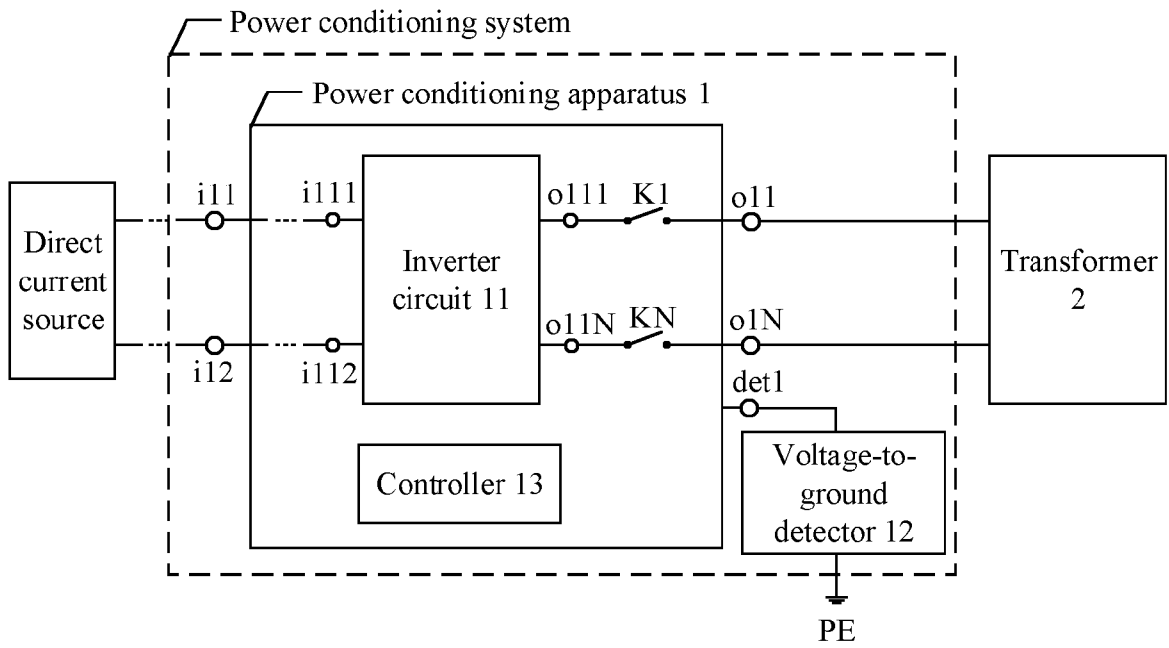 Power conditioning system
Power conditioning apparatus 1
Direct
current
source
i11
i12
i111
i112
Inverter
circuit 11
o111
K1
o11
o11N
KN
o1N
det1
Transformer
2
Controller 13
Voltage-to-
ground
detector 12
PE